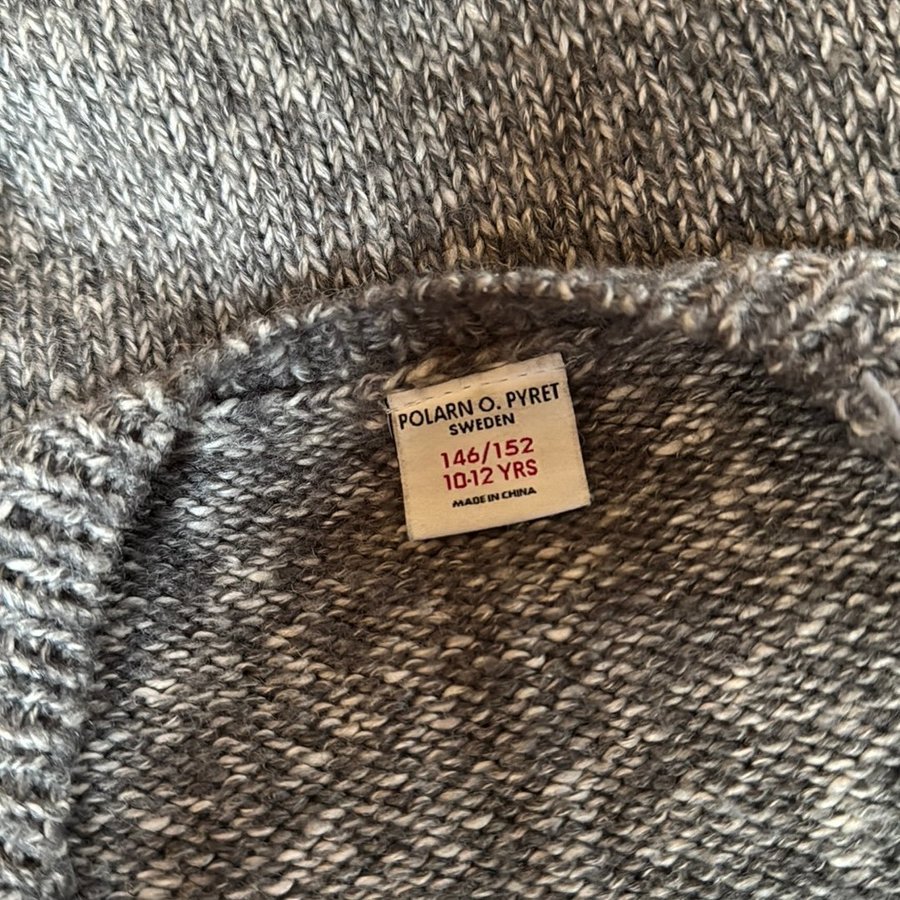 POLARN O. PYRET
SWEDEN
146/152
10-12 YRS
MADE IN CHINA